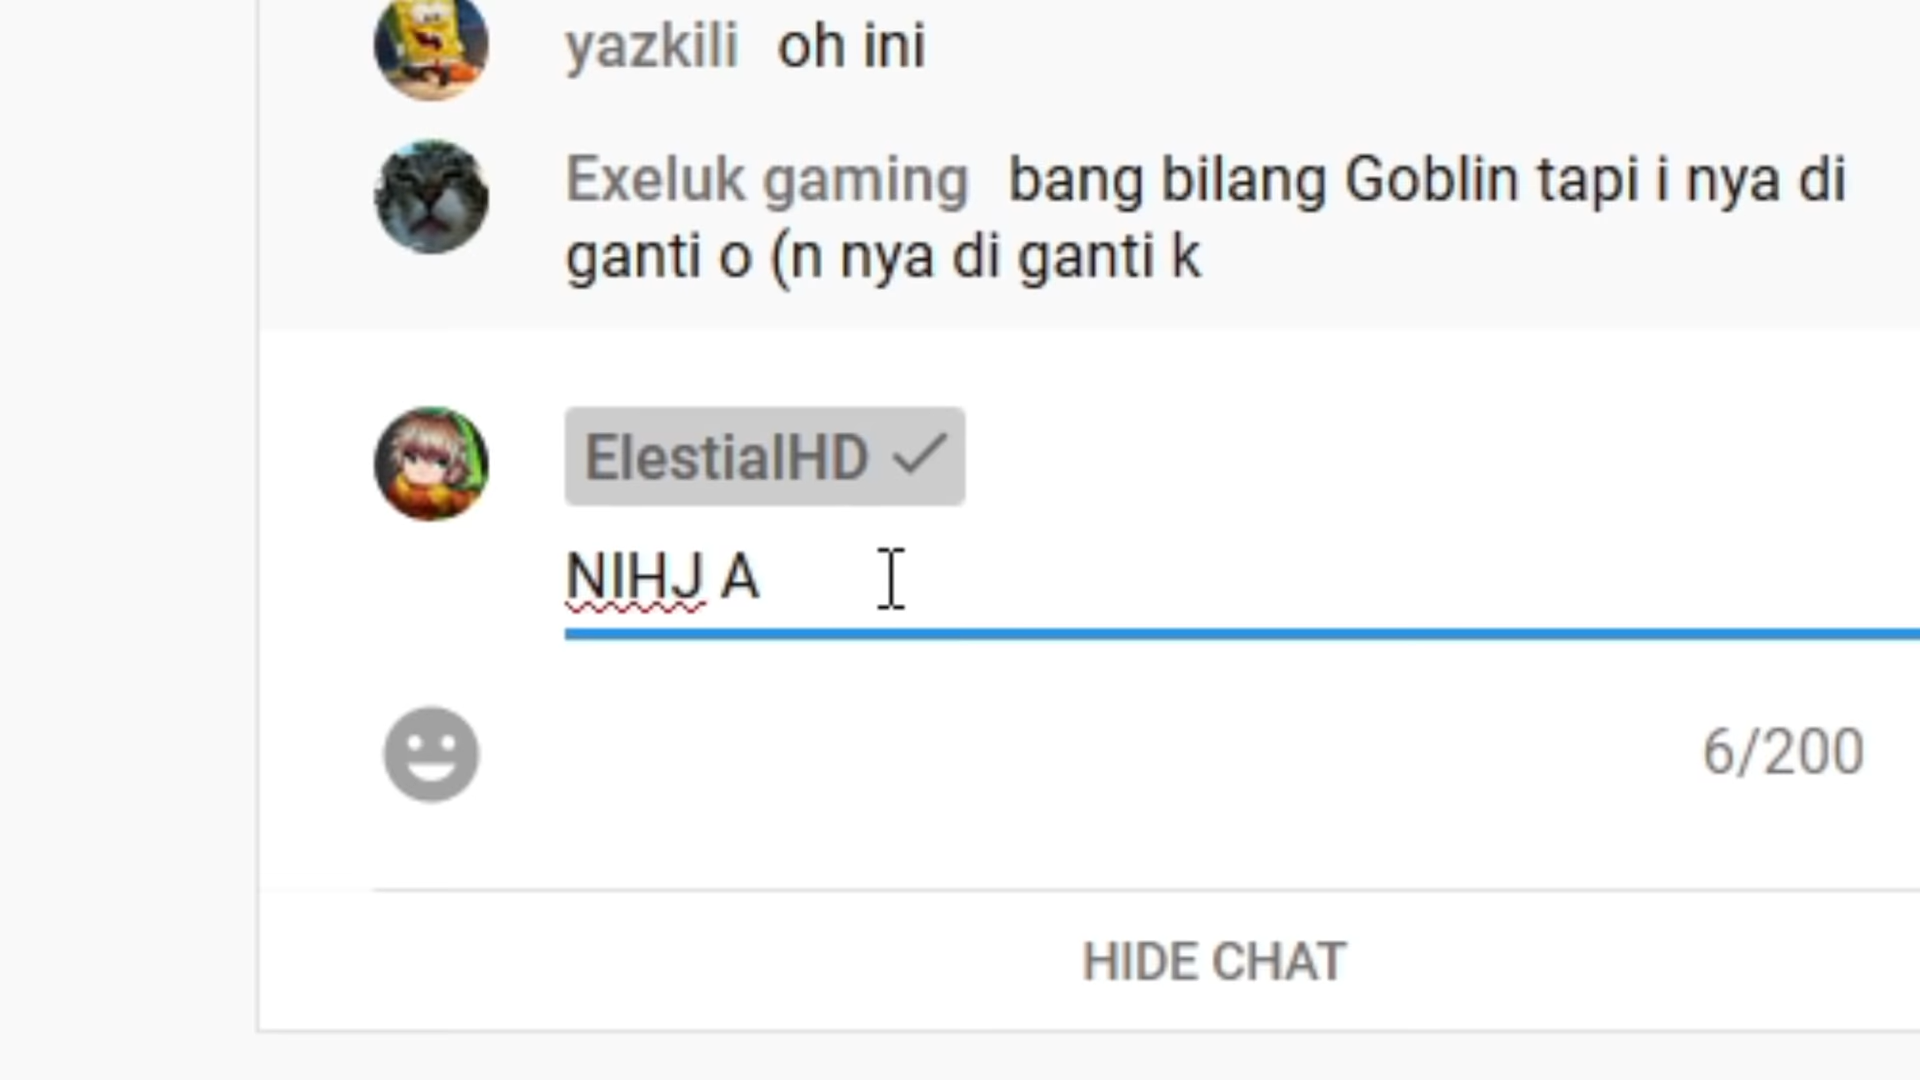 yazkili oh ini
Exeluk gaming bang bilang Goblin tapi i nya di
ganti o (n nya di ganti k
ElestialHD
NIHJ A
6/200
HIDE CHAT